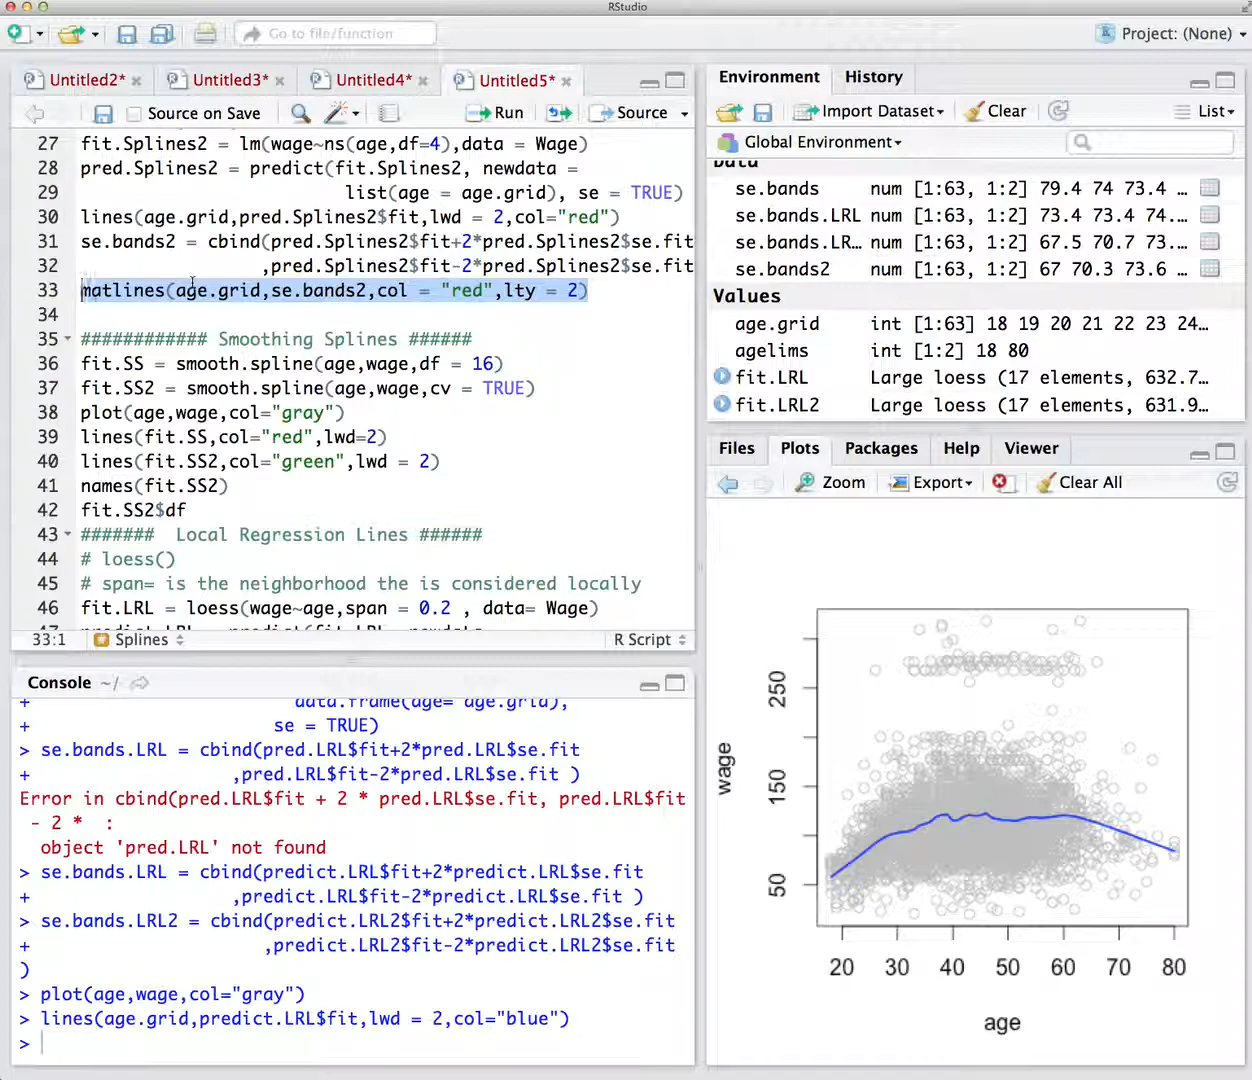 RStudio
Go to file/function
Project: (None)
Untitled2* Untitled3* Untitled4* Untitled5*
Source on Save Run Source
27 fit.Splines2 = lm(wage~ns(age,df=4),data = Wage)
28 pred.Splines2 = predict(fit.Splines2, newdata =
29 list(age = age.grid), se = TRUE)
30 lines(age.grid,pred.Splines2$fit,lwd = 2,col="red")
31 se.bands2 = cbind(pred.Splines2$fit+2*pred.Splines2$se.fit
32 ,pred.Splines2$fit-2*pred.Splines2$se.fit
33 matlines(age.grid,se.bands2,col = "red",lty = 2)
34
35 ############ Smoothing Splines ######
36 fit.SS = smooth.spline(age,wage,df = 16)
37 fit.SS2 = smooth.spline(age,wage,cv = TRUE)
38 plot(age,wage,col="gray")
39 lines(fit.SS,col="red",lwd=2)
40 lines(fit.SS2,col="green",lwd = 2)
41 names(fit.SS2)
42 fit.SS2$df
43 ####### Local Regression Lines ######
44 # loess()
45 # span= is the neighborhood the is considered locally
46 fit.LRL = loess(wage~age,span = 0.2 , data= Wage)
33:1 Splines R Script
Console ~/
+ data.frame(age= age.grid),
+ se = TRUE)
> se.bands.LRL = cbind(pred.LRL$fit+2*pred.LRL$se.fit
+ ,pred.LRL$fit-2*pred.LRL$se.fit )
Error in cbind(pred.LRL$fit + 2 * pred.LRL$se.fit, pred.LRL$fit
- 2 * :
object 'pred.LRL' not found
> se.bands.LRL = cbind(predict.LRL$fit+2*predict.LRL$se.fit
+ ,predict.LRL$fit-2*predict.LRL$se.fit )
> se.bands.LRL2 = cbind(predict.LRL2$fit+2*predict.LRL2$se.fit
+ ,predict.LRL2$fit-2*predict.LRL2$se.fit
)
> plot(age,wage,col="gray")
> lines(age.grid,predict.LRL$fit,lwd = 2,col="blue")
>
Environment History
Import Dataset Clear List
Global Environment
Data
se.bands num [1:63, 1:2] 79.4 74 73.4 …
se.bands.LRL num [1:63, 1:2] 73.4 73.4 74.…
se.bands.LR… num [1:63, 1:2] 67.5 70.7 73.…
se.bands2 num [1:63, 1:2] 67 70.3 73.6 …
Values
age.grid int [1:63] 18 19 20 21 22 23 24…
agelims int [1:2] 18 80
fit.LRL Large loess (17 elements, 632.7…
fit.LRL2 Large loess (17 elements, 631.9…
Files Plots Packages Help Viewer
Zoom Export Clear All
wage
250
150
50
20 30 40 50 60 70 80
age